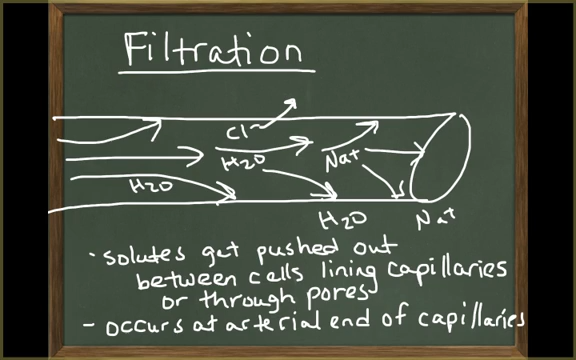 Filtration
Cl-
H2O
Na+
H2O
H2O
Na+
· solutes get pushed out
between cells lining capillaries
or through pores
- occurs at arterial end of capillaries